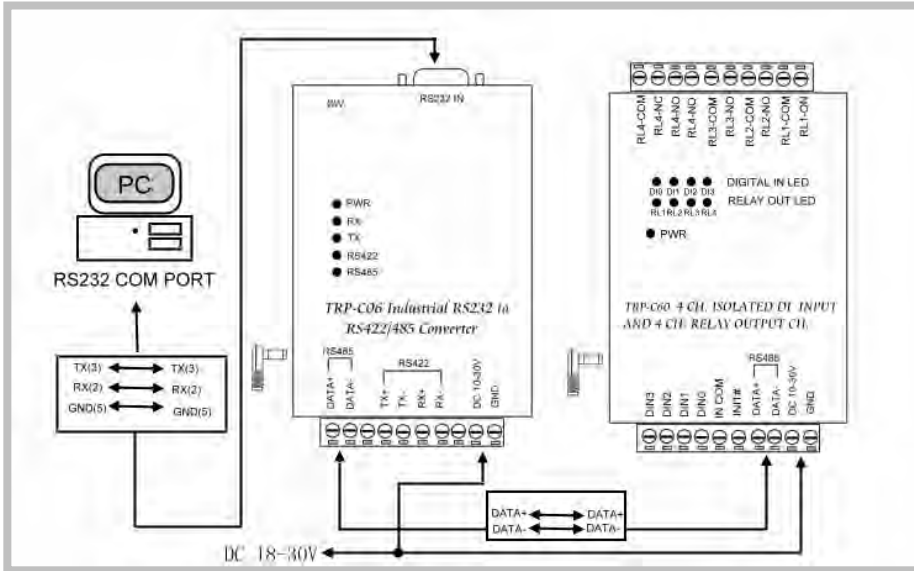 PC
RS232 COM PORT
TX(3) TX(3)
RX(2) RX(2)
GND(5) GND(5)
RS232 IN
SW.
PWR
RX
TX
RS422
RS485
TRP-C06 Industrial RS232 to
RS422/485 Converter
RS485
RS422
DATA+
DATA-
TX+
TX-
RX+
RX-
DC 10-30V
GND
RL4-COM
RL4-NC
RL4-NO
RL4-NO
RL3-COM
RL3-NO
RL2-COM
RL2-NO
RL1-COM
RL1-ON
DI0 DI1 DI2 DI3
DIGITAL IN LED
RELAY OUT LED
RL1 RL2 RL3 RL4
PWR
TRP-C60 4 CH. ISOLATED DI INPUT
AND 4 CH. RELAY OUTPUT CH.
RS485
DIN3
DIN2
DIN1
DIN0
IN COM
INIT#
DATA+
DATA-
DC 10-30V
GND
DATA+ DATA+
DATA- DATA-
DC 18-30V